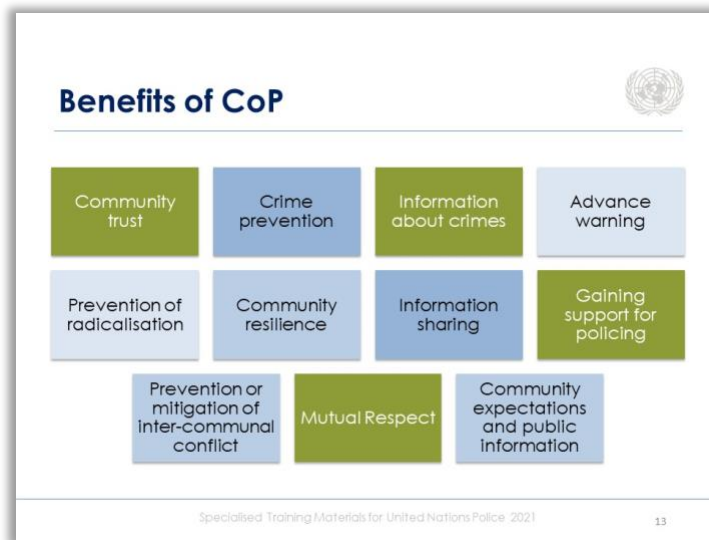 Benefits of CoP
Community
trust
Crime
prevention
Information
about crimes
Advance
warning
Prevention of
radicalisation
Community
resilience
Information
sharing
Gaining
support for
policing
Prevention or
mitigation of
inter-communal
conflict
Mutual Respect
Community
expectations
and public
information
Specialised Training Materials for United Nations Police 2021
13